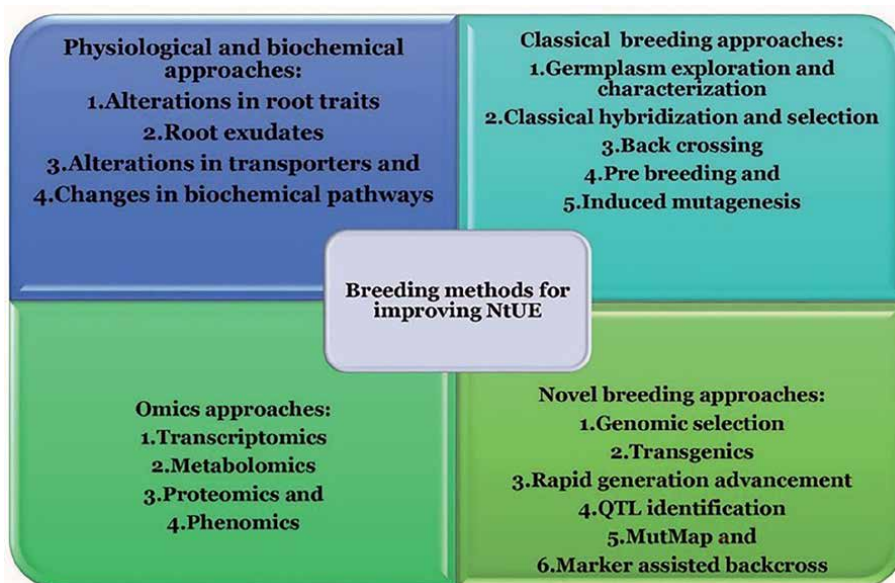 Physiological and biochemical
approaches:
1.Alterations in root traits
2.Root exudates
3.Alterations in transporters and
4.Changes in biochemical pathways
Classical breeding approaches:
1.Germplasm exploration and
characterization
2.Classical hybridization and selection
3.Back crossing
4.Pre breeding and
5.Induced mutagenesis
Breeding methods for
improving NtUE
Omics approaches:
1.Transcriptomics
2.Metabolomics
3.Proteomics and
4.Phenomics
Novel breeding approaches:
1.Genomic selection
2.Transgenics
3.Rapid generation advancement
4.QTL identification
5.MutMap and
6.Marker assisted backcross